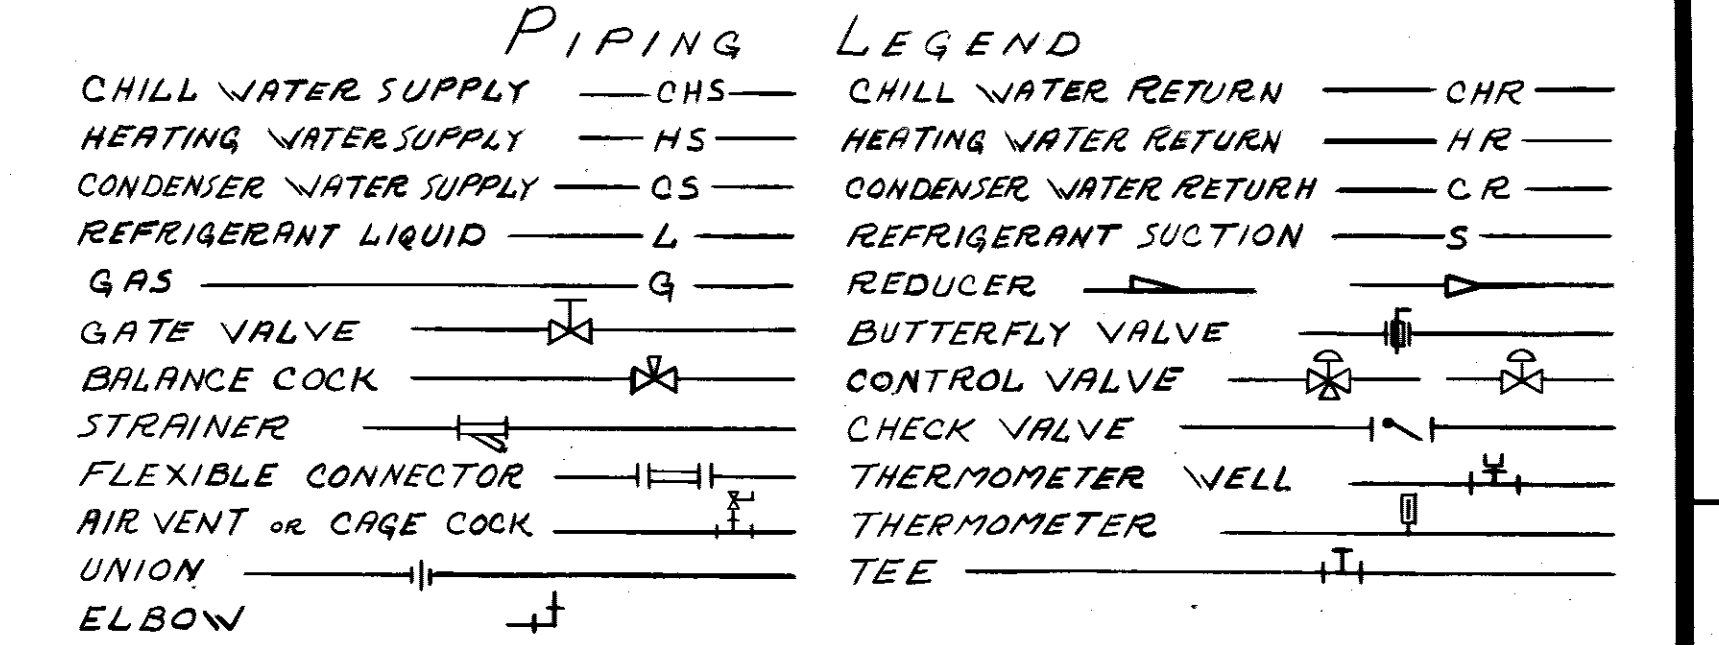 PIPING LEGEND
CHILL WATER SUPPLY CHS CHILL WATER RETURN CHR
HEATING WATER SUPPLY HS HEATING WATER RETURN HR
CONDENSER WATER SUPPLY CS CONDENSER WATER RETURN CR
REFRIGERANT LIQUID L REFRIGERANT SUCTION S
GAS G REDUCER
GATE VALVE BUTTERFLY VALVE
BALANCE COCK CONTROL VALVE
STRAINER CHECK VALVE
FLEXIBLE CONNECTOR THERMOMETER WELL
AIR VENT OR CAGE COCK THERMOMETER
UNION TEE
ELBOW